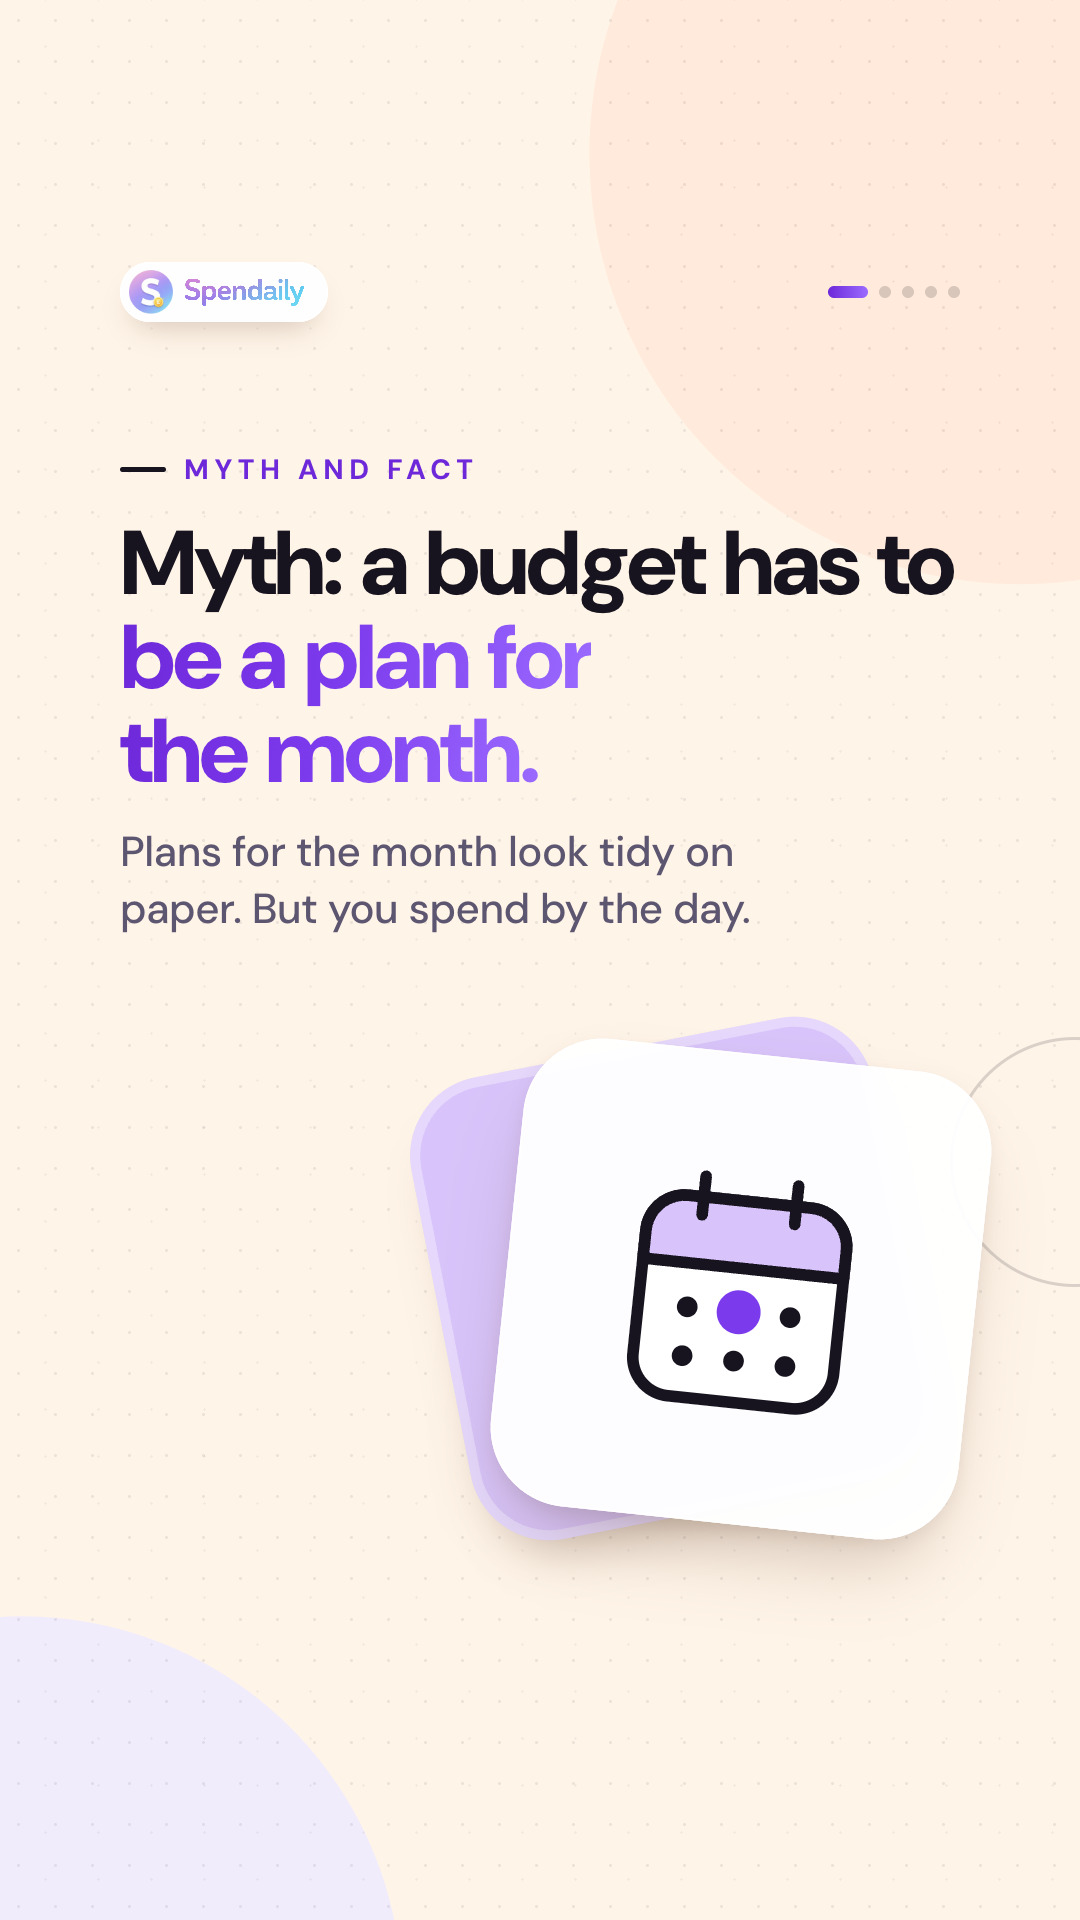 Spendaily
MYTH AND FACT
Myth: a budget has to
be a plan for
the month.
Plans for the month look tidy on
paper. But you spend by the day.